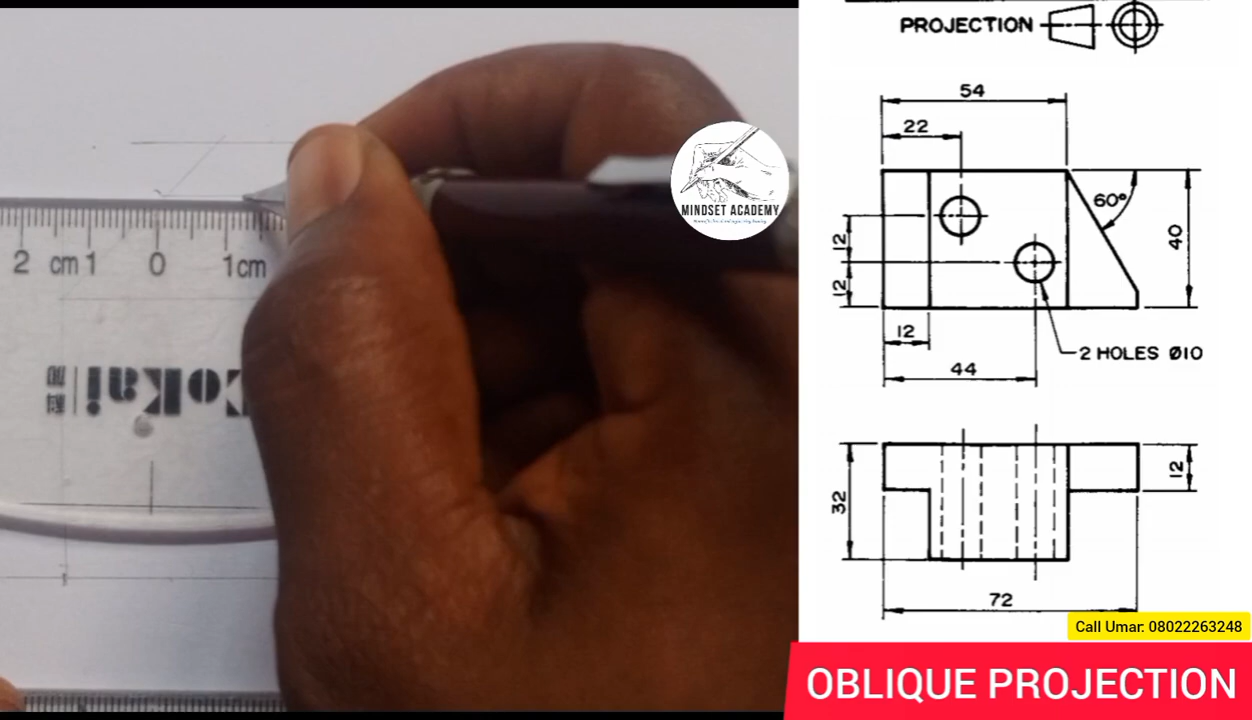 PROJECTION
54
22
60°
12
40
12
12
2 HOLES Ø10
44
MINDSET ACADEMY
2 cm 1 0 1cm
KoKai
32
12
72
Call Umar: 08022263248
OBLIQUE PROJECTION